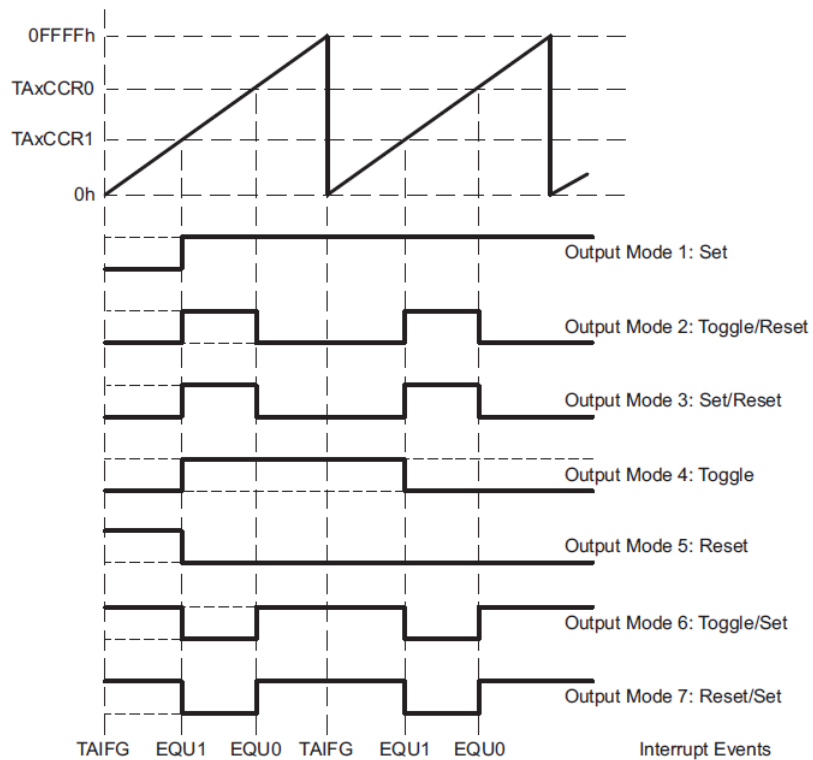 0FFFFh
TAxCCR0
TAxCCR1
0h
Output Mode 1: Set
Output Mode 2: Toggle/Reset
Output Mode 3: Set/Reset
Output Mode 4: Toggle
Output Mode 5: Reset
Output Mode 6: Toggle/Set
Output Mode 7: Reset/Set
TAIFG EQU1 EQU0 TAIFG EQU1 EQU0 Interrupt Events